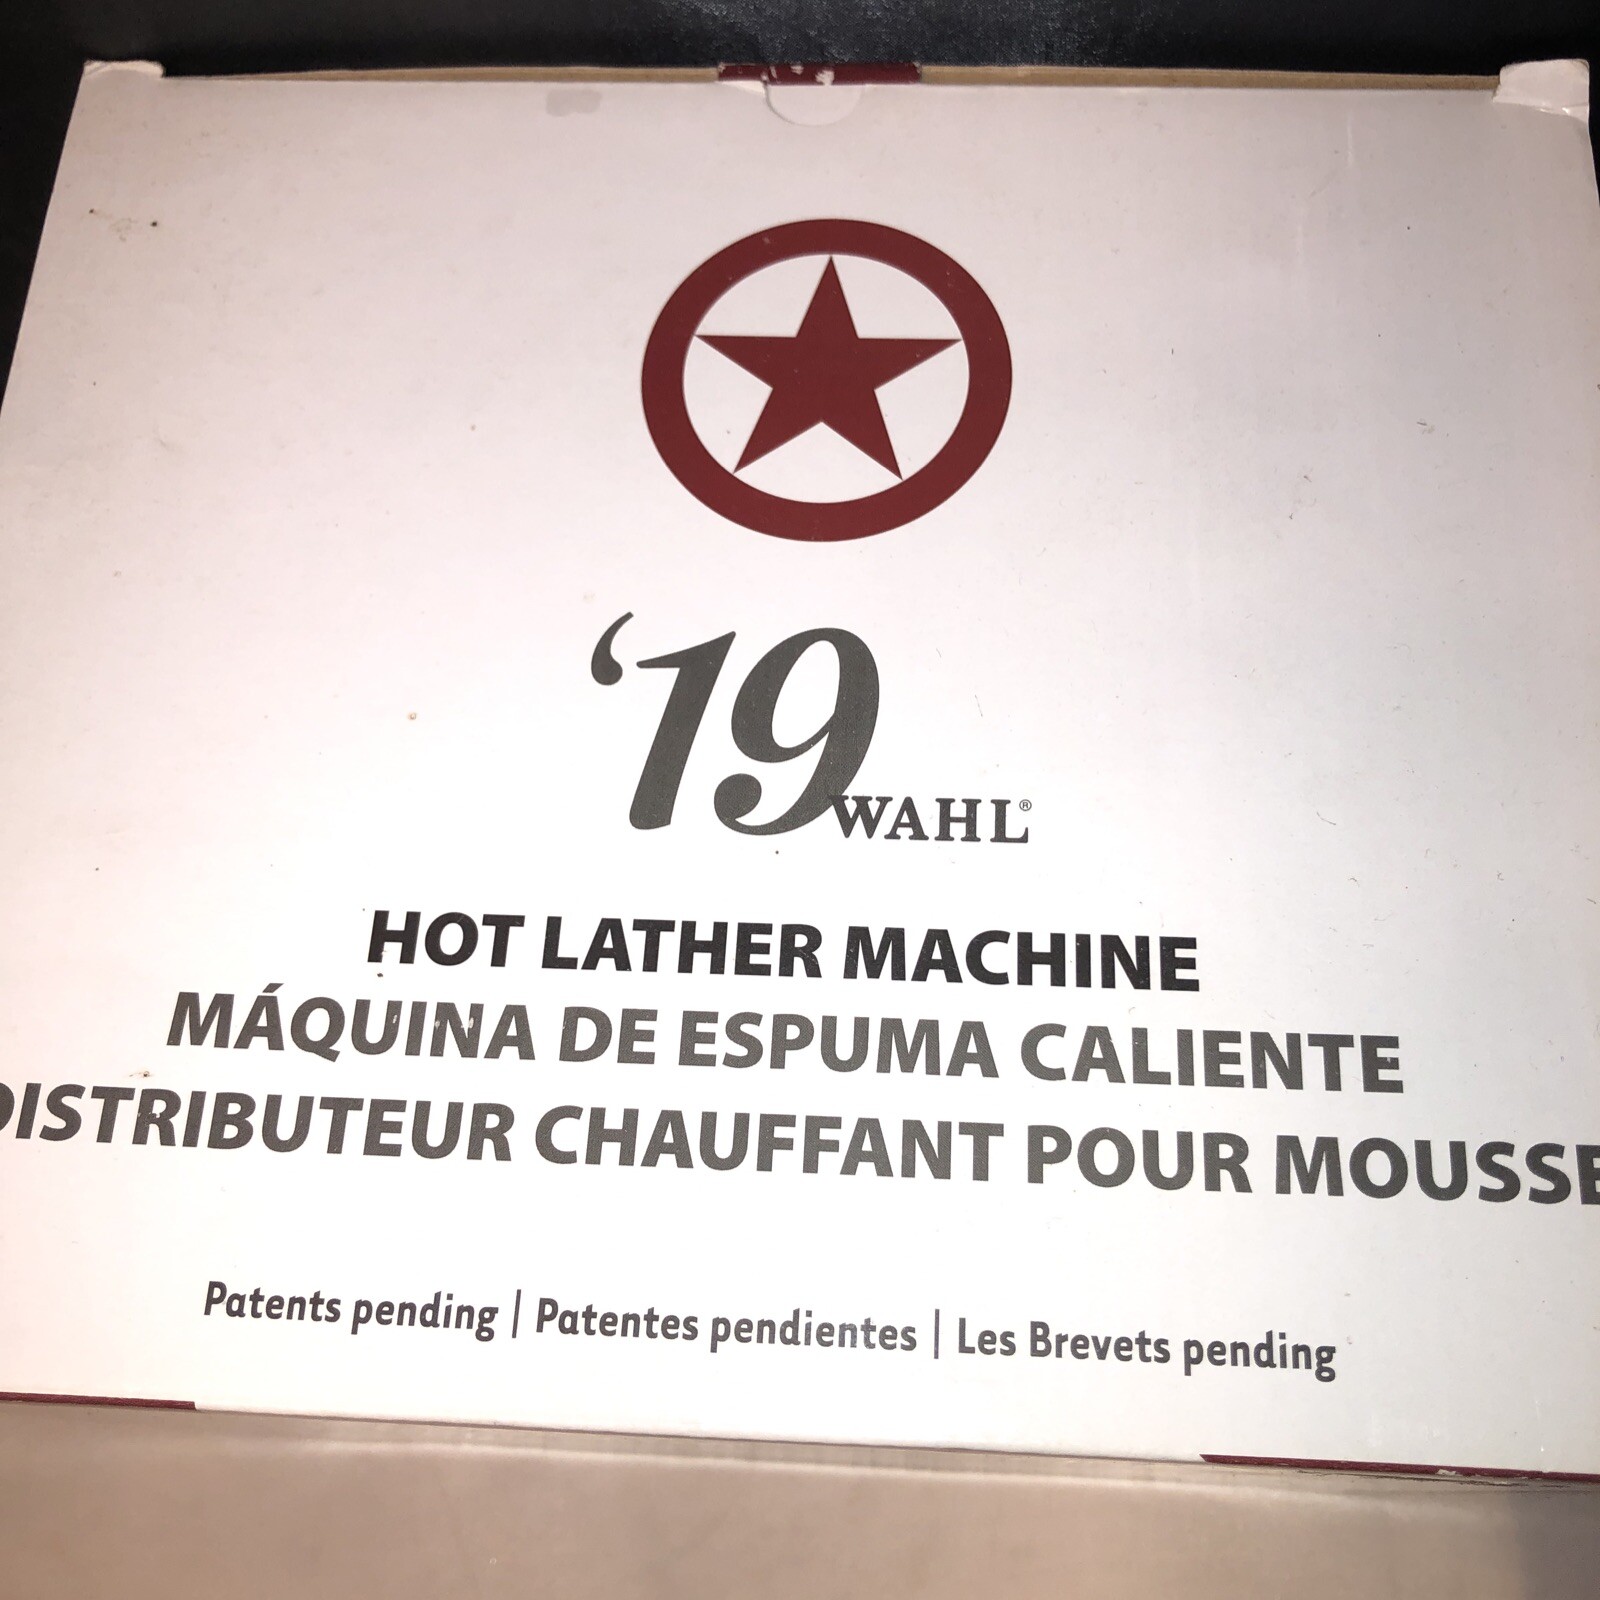 ‘19 WAHL®
HOT LATHER MACHINE
MÁQUINA DE ESPUMA CALIENTE
DISTRIBUTEUR CHAUFFANT POUR MOUSSE
Patents pending | Patentes pendientes | Les Brevets pending